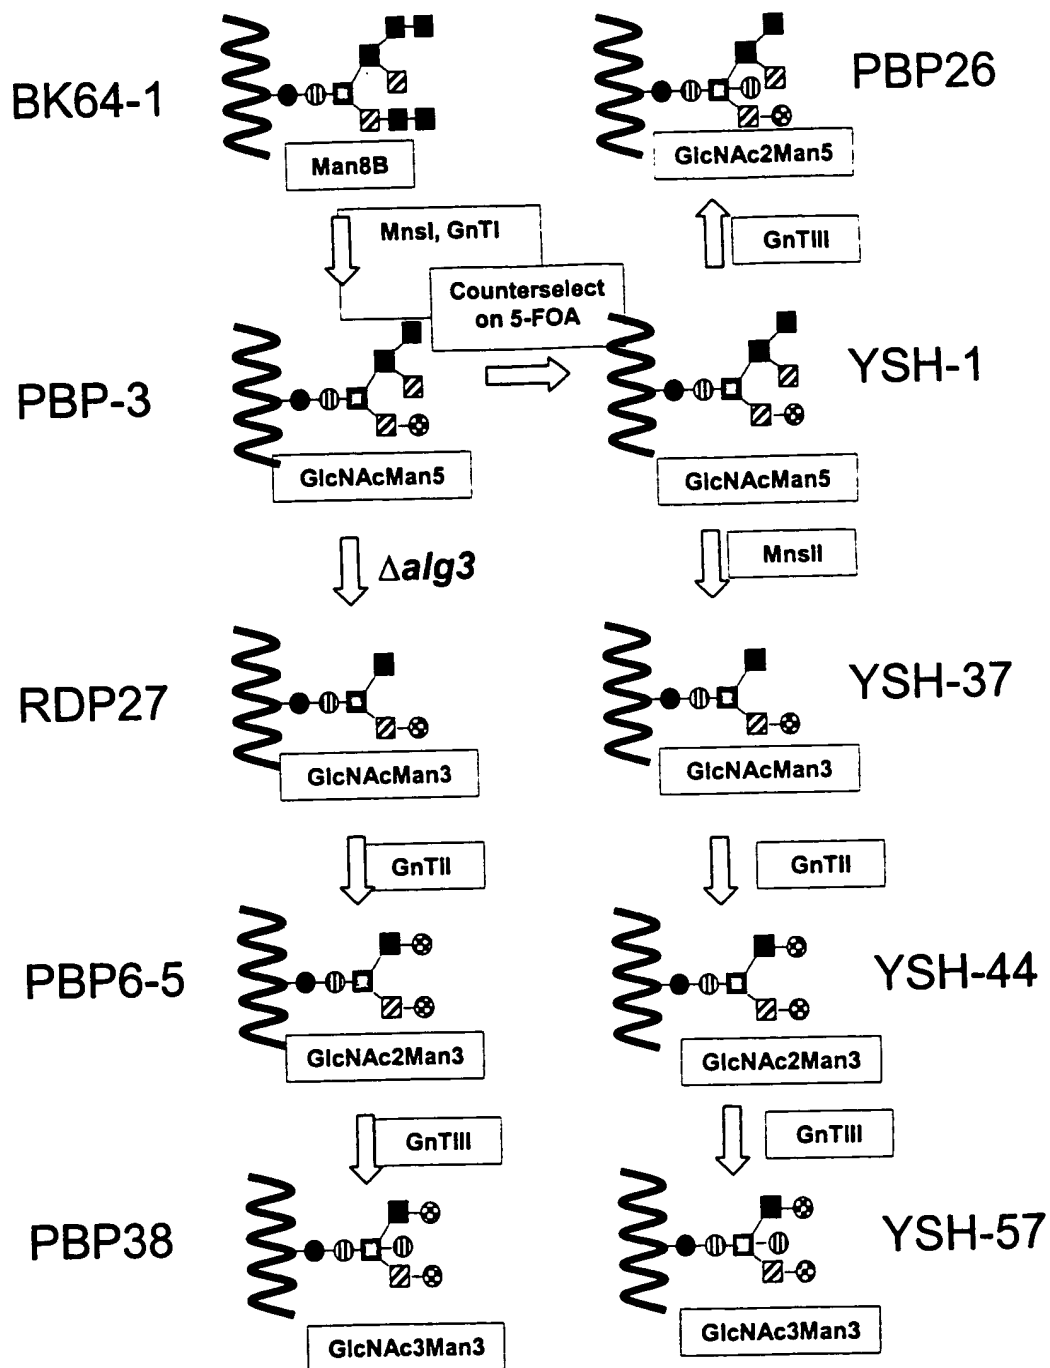 BK64-1
Man8B
PBP26
GlcNAc2Man5
MnsI, GnTI
GnTIII
Counterselect
on 5-FOA
PBP-3
GlcNAcMan5
YSH-1
GlcNAcMan5
Δalg3
MnsII
RDP27
GlcNAcMan3
YSH-37
GlcNAcMan3
GnTII
GnTII
PBP6-5
GlcNAc2Man3
YSH-44
GlcNAc2Man3
GnTIII
GnTIII
PBP38
GlcNAc3Man3
YSH-57
GlcNAc3Man3